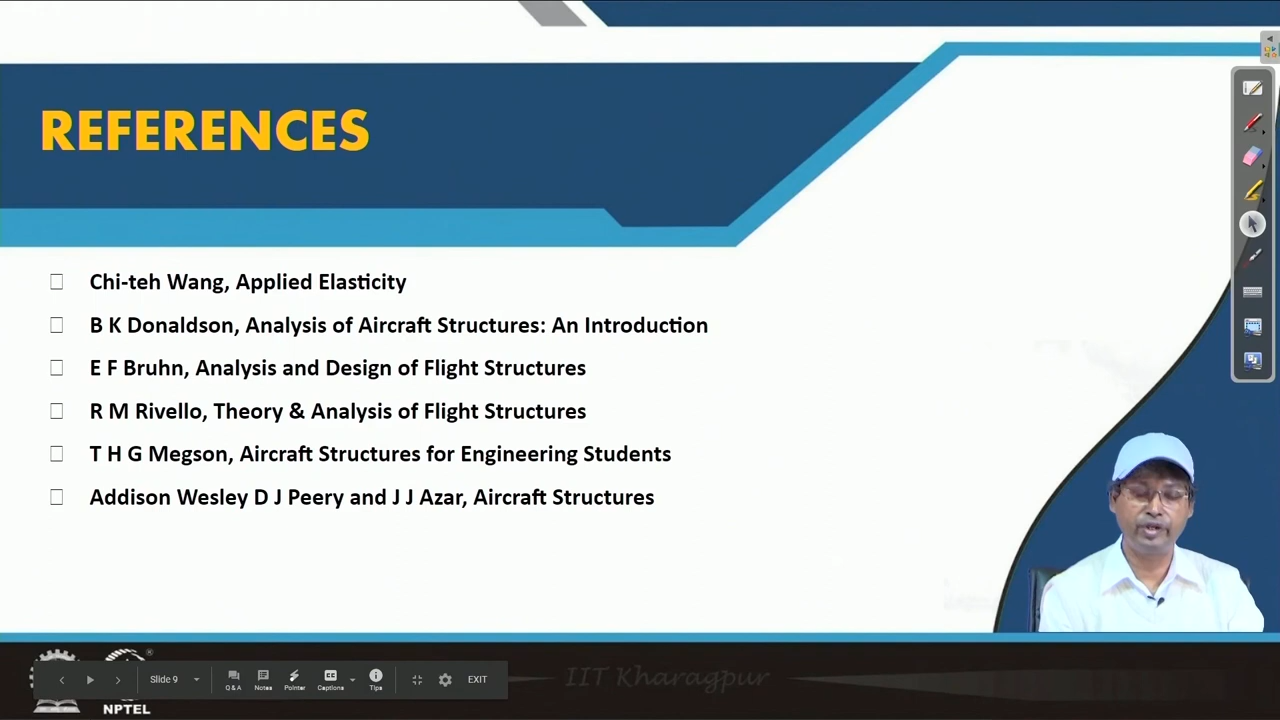 REFERENCES
Chi-teh Wang, Applied Elasticity
B K Donaldson, Analysis of Aircraft Structures: An Introduction
E F Bruhn, Analysis and Design of Flight Structures
R M Rivello, Theory & Analysis of Flight Structures
T H G Megson, Aircraft Structures for Engineering Students
Addison Wesley D J Peery and J J Azar, Aircraft Structures
IIT Kharagpur
Slide 9 Q & A Notes Pointer Captions Tips EXIT
NPTEL